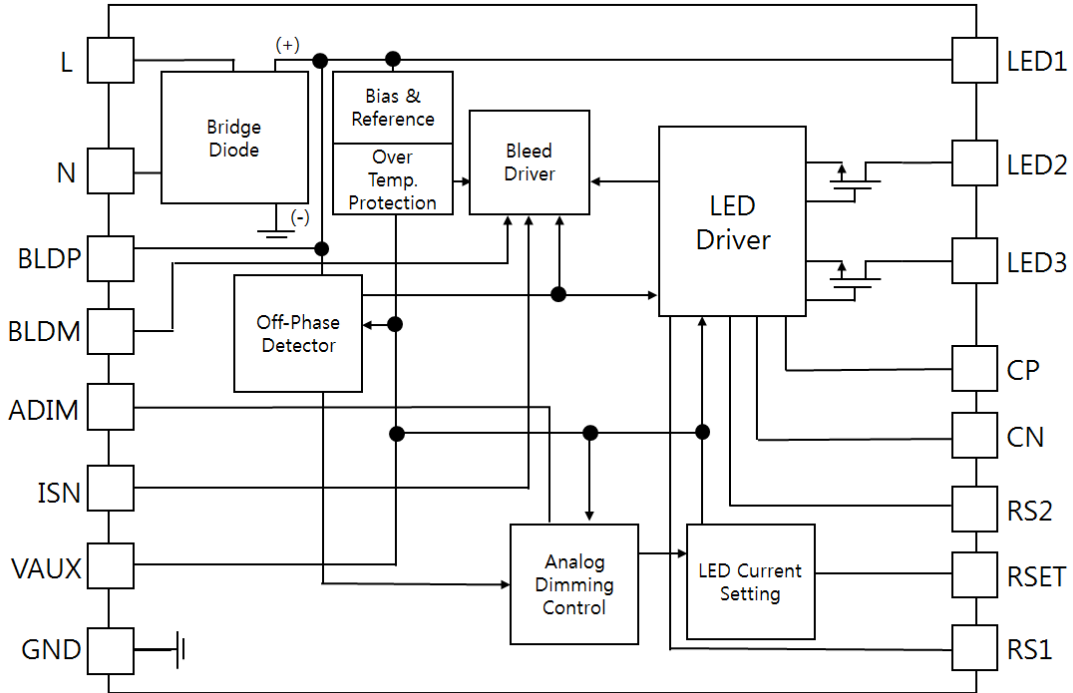 L
(+)
LED1
Bridge
Diode
Bias &
Reference
Over
Temp.
Protection
Bleed
Driver
LED
Driver
LED2
N
(-)
BLDP
LED3
BLDM
Off-Phase
Detector
CP
ADIM
CN
ISN
RS2
VAUX
Analog
Dimming
Control
LED Current
Setting
RSET
GND
RS1